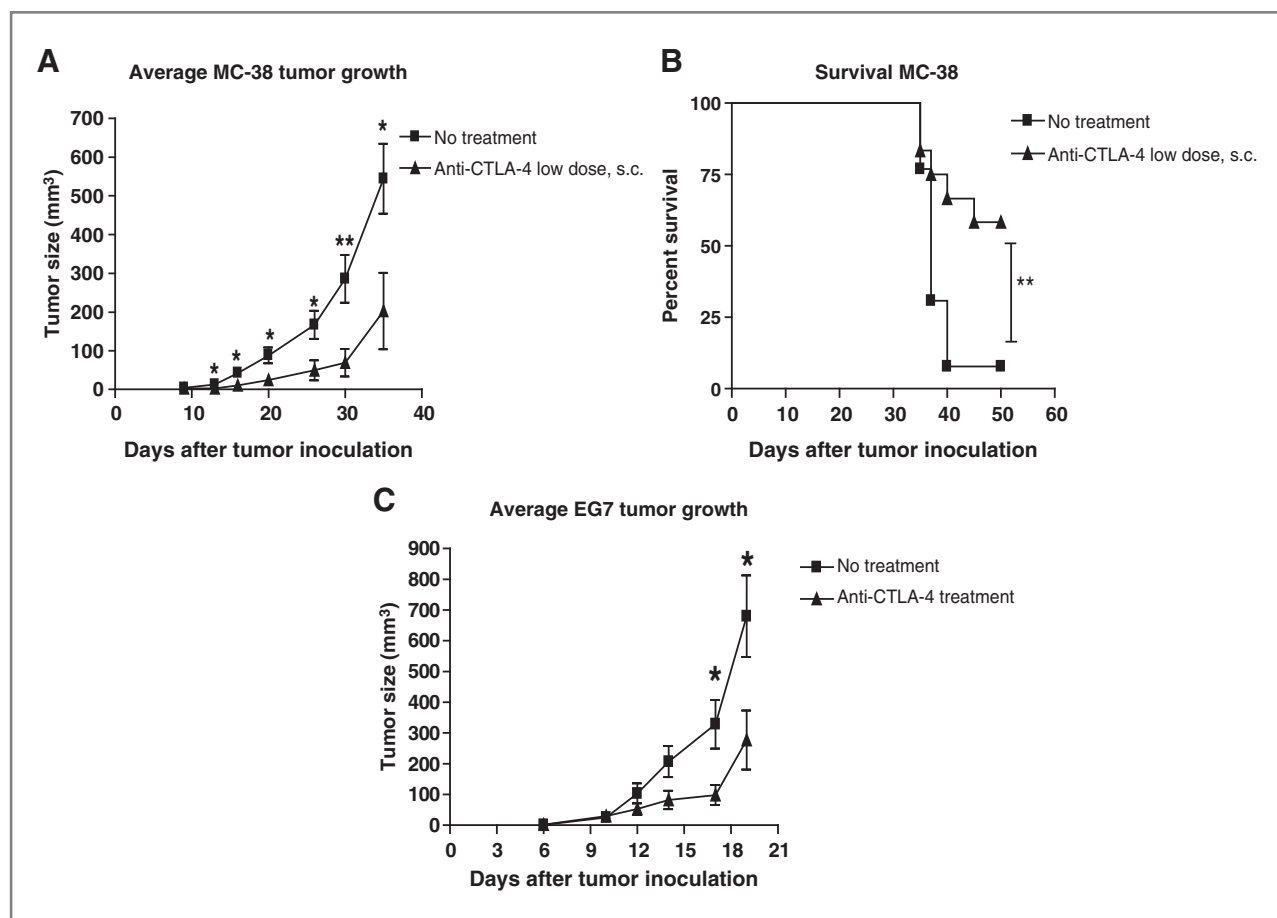 A
Average MC-38 tumor growth
700
600
500
400
300
200
100
0
Tumor size (mm³)
*
*
*
*
**
*
No treatment
Anti-CTLA-4 low dose, s.c.
0
10
20
30
40
Days after tumor inoculation
B
Survival MC-38
100
75
50
25
0
Percent survival
No treatment
Anti-CTLA-4 low dose, s.c.
**
0
10
20
30
40
50
60
Days after tumor inoculation
C
Average EG7 tumor growth
900
800
700
600
500
400
300
200
100
0
Tumor size (mm³)
*
*
No treatment
Anti-CTLA-4 treatment
0
3
6
9
12
15
18
21
Days after tumor inoculation